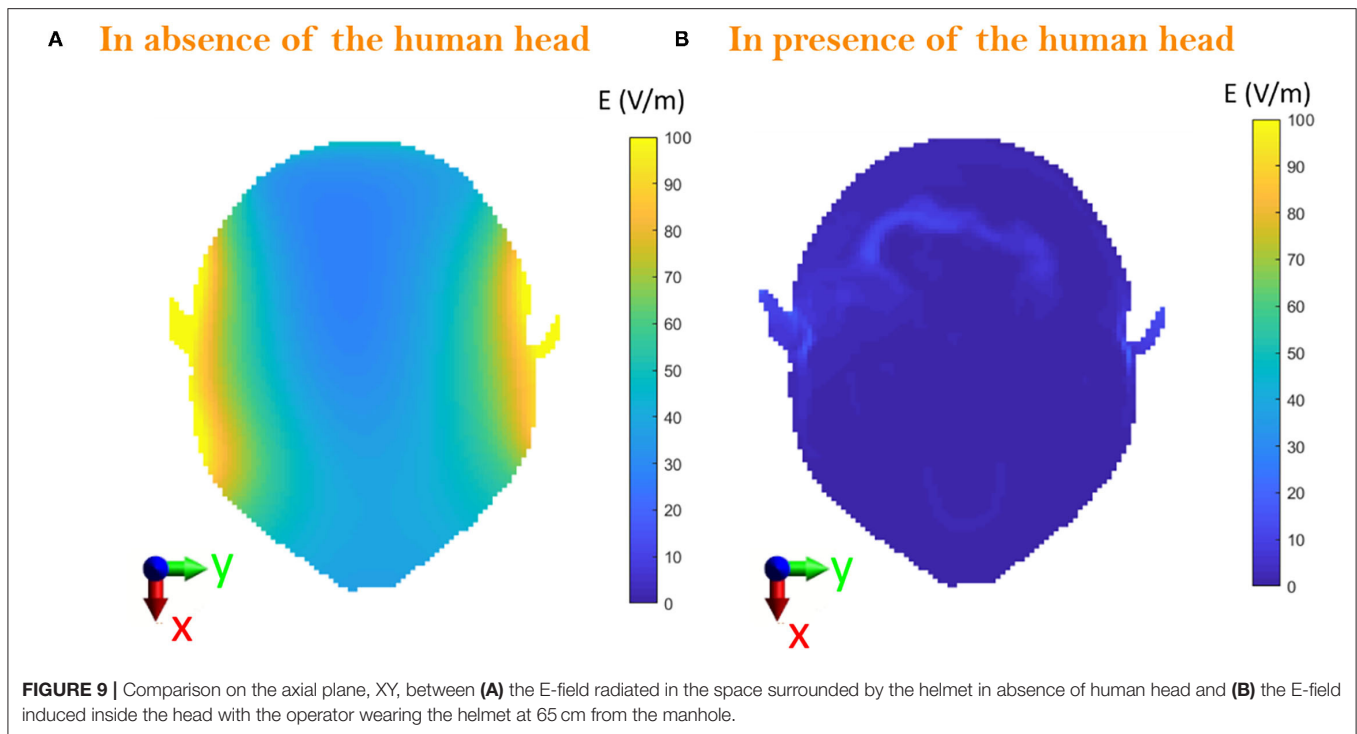 A In absence of the human head
B In presence of the human head
E (V/m)
100
90
80
70
60
50
40
30
20
10
0
y
x
E (V/m)
100
90
80
70
60
50
40
30
20
10
0
y
x
FIGURE 9 | Comparison on the axial plane, XY, between (A) the E-field radiated in the space surrounded by the helmet in absence of human head and (B) the E-field
induced inside the head with the operator wearing the helmet at 65 cm from the manhole.